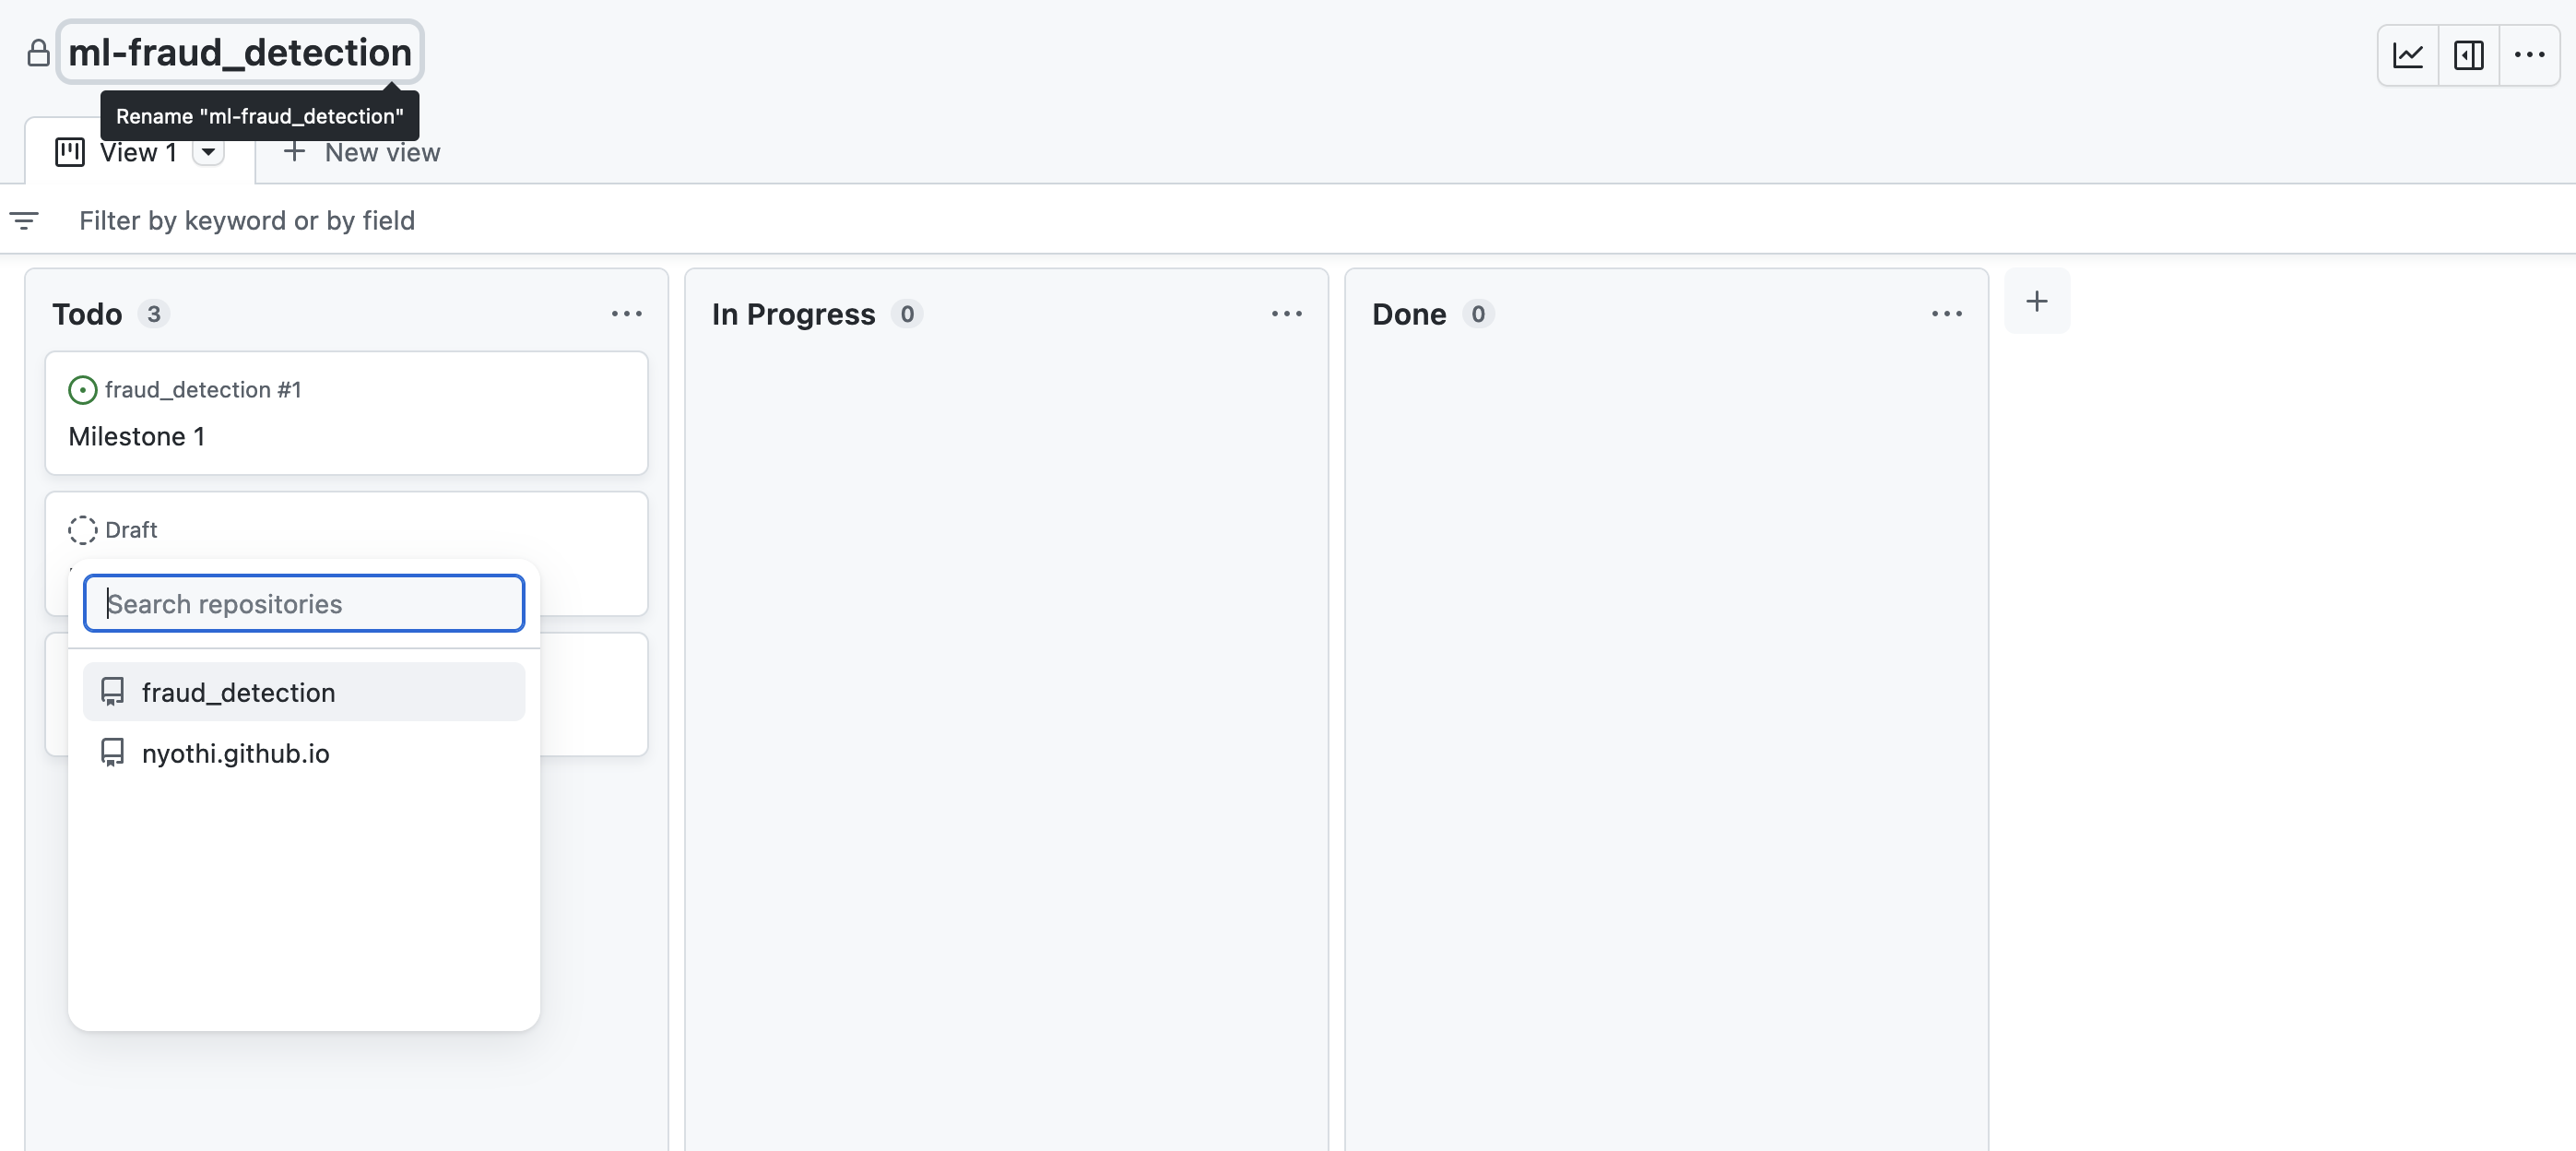 ml-fraud_detection
Rename "ml-fraud_detection"
View 1
New view
Filter by keyword or by field
Todo 3
fraud_detection #1
Milestone 1
Draft
Search repositories
fraud_detection
nyothi.github.io
In Progress 0
Done 0